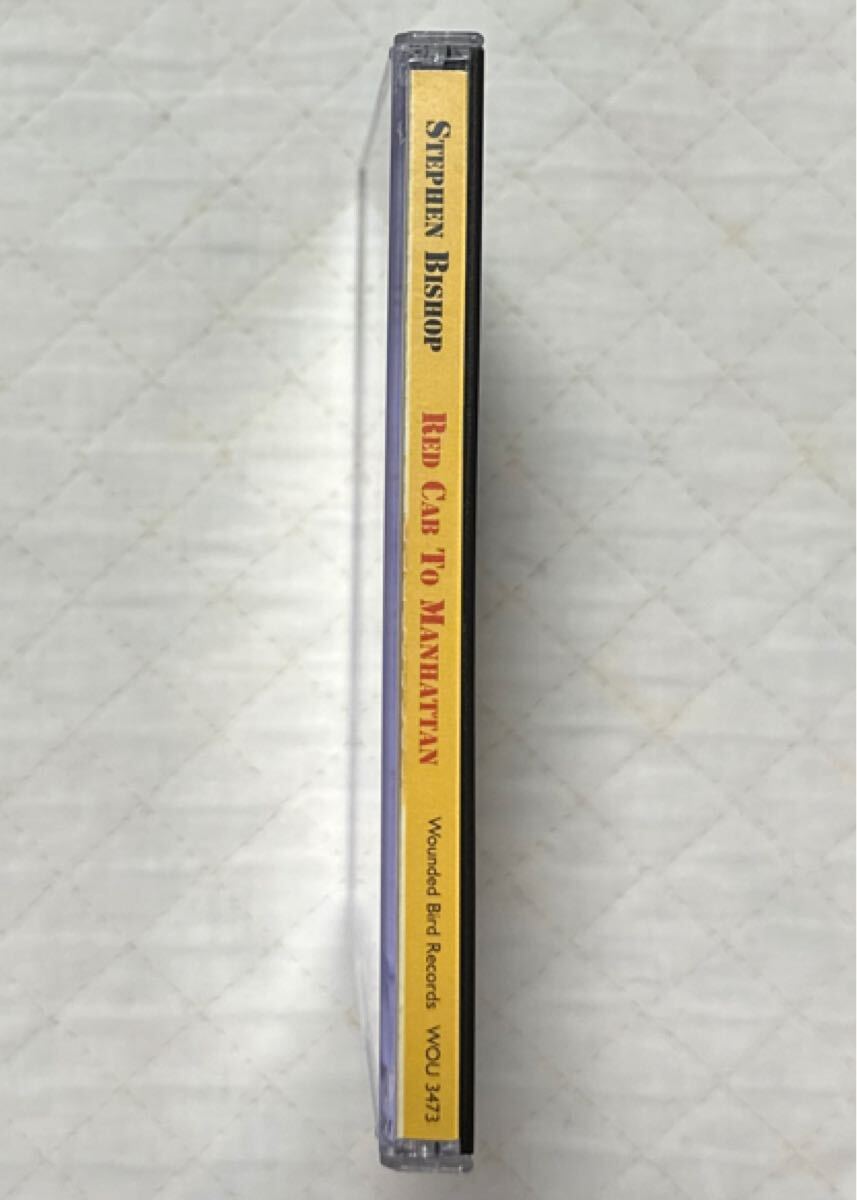 STEPHEN BISHOP RED CAB TO MANHATTAN Wounded Bird Records WOU 3473